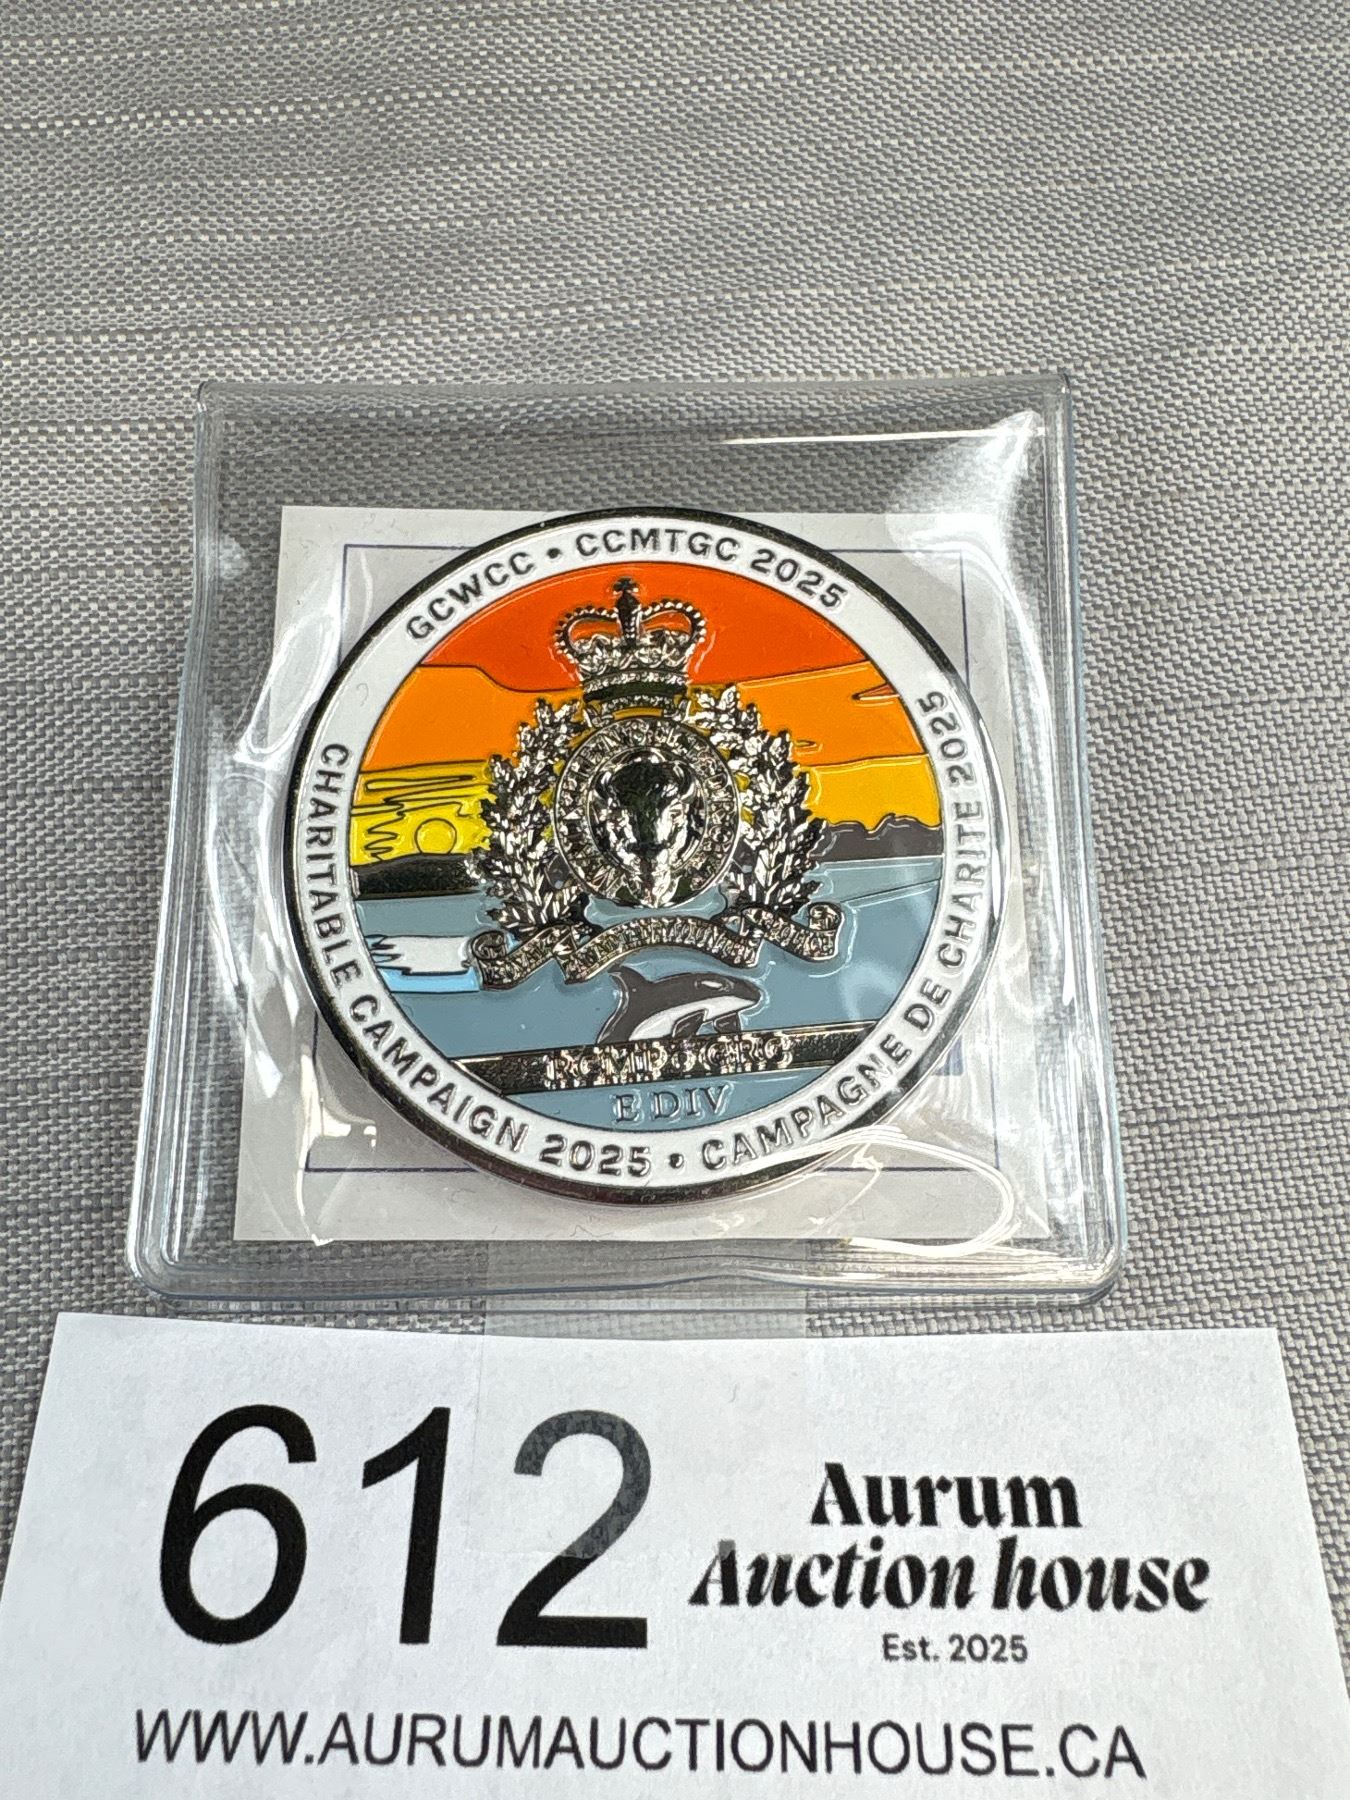 GCWCC • CCMTGC 2025
CHARITABLE CAMPAIGN 2025 • CAMPAGNE DE CHARITE 2025
RCMP GRC
E DIV
612
Aurum
Auction house
Est. 2025
WWW.AURUMAUCTIONHOUSE.CA